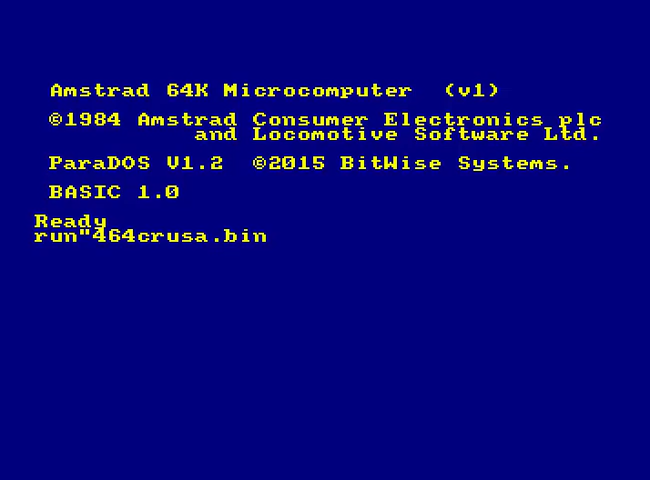 Amstrad 64K Microcomputer  (v1)
©1984 Amstrad Consumer Electronics plc
and Locomotive Software Ltd.
ParaDOS V1.2  ©2015 BitWise Systems.
BASIC 1.0
Ready
run"464crusa.bin